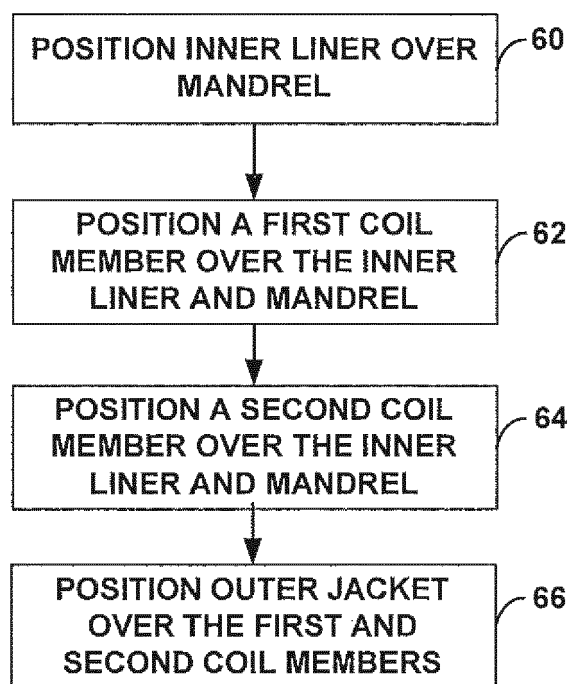 POSITION INNER LINER OVER
MANDREL
60
POSITION A FIRST COIL
MEMBER OVER THE INNER
LINER AND MANDREL
62
POSITION A SECOND COIL
MEMBER OVER THE INNER
LINER AND MANDREL
64
POSITION OUTER JACKET
OVER THE FIRST AND
SECOND COIL MEMBERS
66